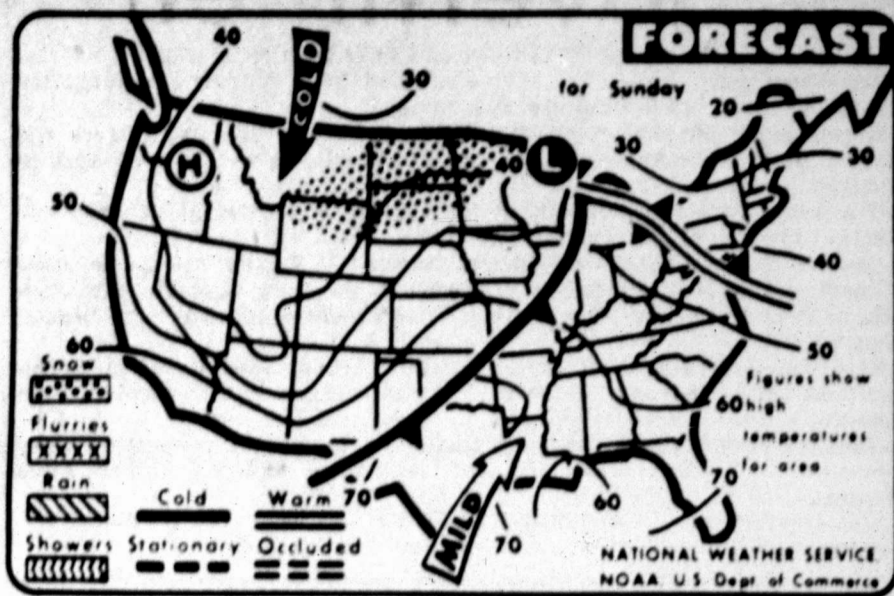 FORECAST
for Sunday
40
COLD
30
20
30
30
H
40
L
50
40
60
50
60
70
70
70
60
Figures show
high
temperatures
for area
Snow
Flurries
Rain
Showers
Cold
Warm
Stationary
Occluded
MILD
NATIONAL WEATHER SERVICE,
NOAA, U S Dept. of Commerce